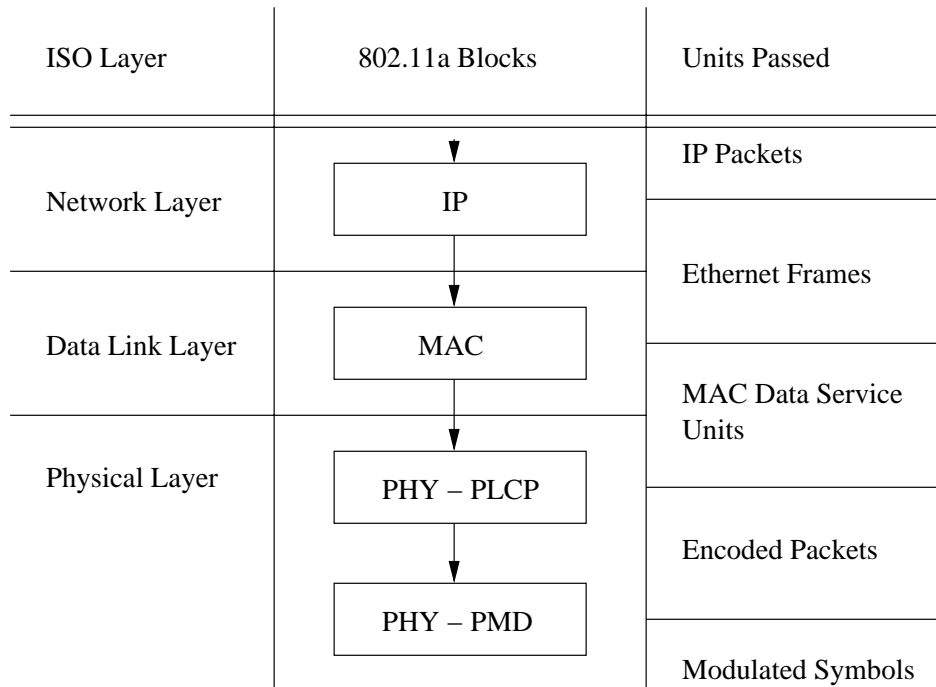 ISO Layer
802.11a Blocks
Units Passed
IP Packets
Network Layer
IP
Ethernet Frames
Data Link Layer
MAC
MAC Data Service
Units
Physical Layer
PHY – PLCP
Encoded Packets
PHY – PMD
Modulated Symbols